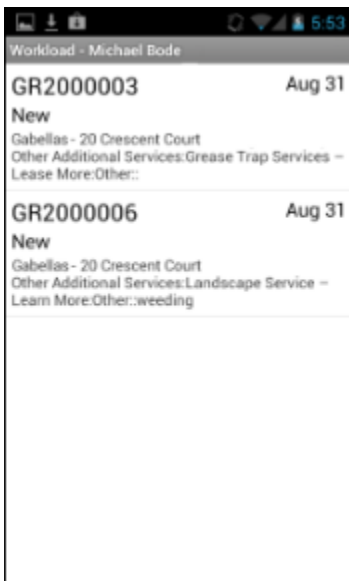 5:53
Workload - Michael Bode
GR2000003 Aug 31
New
Gabellas - 20 Crescent Court
Other Additional Services:Grease Trap Services –
Lease More:Other::
GR2000006 Aug 31
New
Gabellas - 20 Crescent Court
Other Additional Services:Landscape Service –
Learn More:Other::weeding